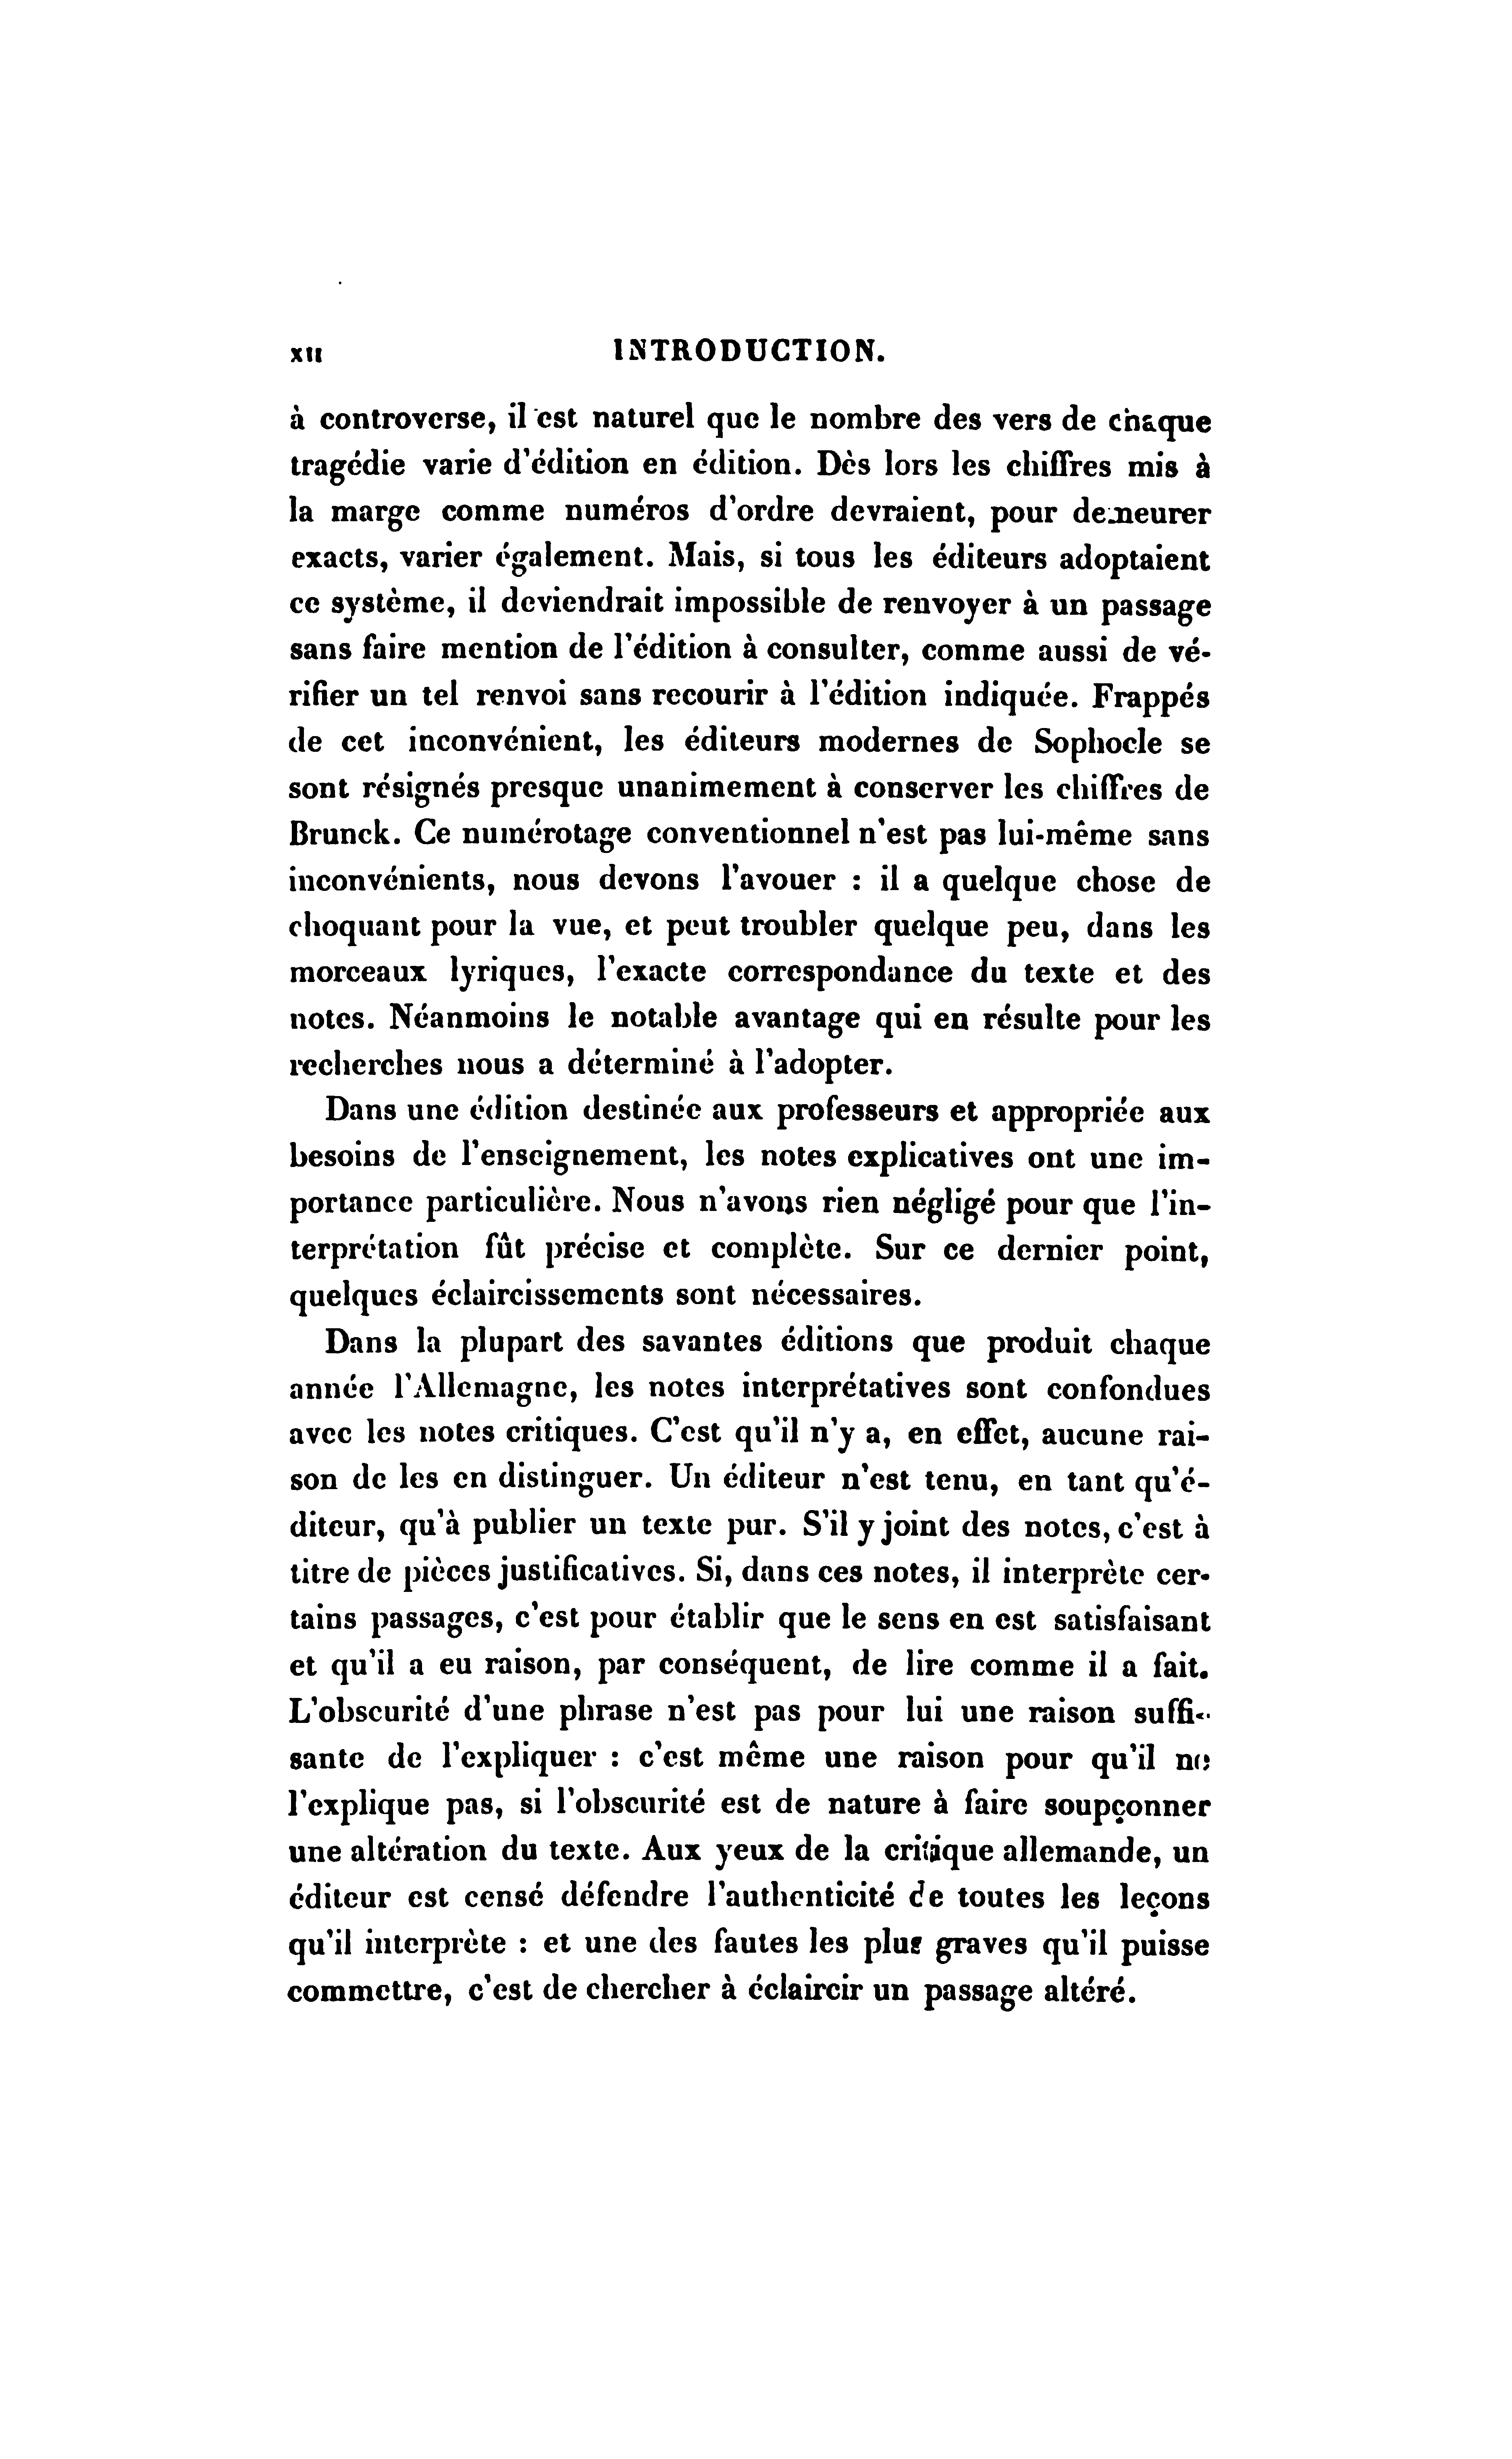 xii INTRODUCTION.
à controverse, il est naturel que le nombre des vers de chaque
tragédie varie d'édition en édition. Dès lors les chiffres mis à
la marge comme numéros d'ordre devraient, pour demeurer
exacts, varier également. Mais, si tous les éditeurs adoptaient
ce système, il deviendrait impossible de renvoyer à un passage
sans faire mention de l'édition à consulter, comme aussi de vé-
rifier un tel renvoi sans recourir à l'édition indiquée. Frappés
de cet inconvénient, les éditeurs modernes de Sophocle se
sont résignés presque unanimement à conserver les chiffres de
Brunck. Ce numérotage conventionnel n'est pas lui-même sans
inconvénients, nous devons l'avouer : il a quelque chose de
choquant pour la vue, et peut troubler quelque peu, dans les
morceaux lyriques, l'exacte correspondance du texte et des
notes. Néanmoins le notable avantage qui en résulte pour les
recherches nous a déterminé à l'adopter.
Dans une édition destinée aux professeurs et appropriée aux
besoins de l'enseignement, les notes explicatives ont une im-
portance particulière. Nous n'avons rien négligé pour que l'in-
terprétation fût précise et complète. Sur ce dernier point,
quelques éclaircissements sont nécessaires.
Dans la plupart des savantes éditions que produit chaque
année l'Allemagne, les notes interprétatives sont confondues
avec les notes critiques. C'est qu'il n'y a, en effet, aucune rai-
son de les en distinguer. Un éditeur n'est tenu, en tant qu'é-
diteur, qu'à publier un texte pur. S'il y joint des notes, c'est à
titre de pièces justificatives. Si, dans ces notes, il interprète cer-
tains passages, c'est pour établir que le sens en est satisfaisant
et qu'il a eu raison, par conséquent, de lire comme il a fait.
L'obscurité d'une phrase n'est pas pour lui une raison suffi-
sante de l'expliquer : c'est même une raison pour qu'il ne
l'explique pas, si l'obscurité est de nature à faire soupçonner
une altération du texte. Aux yeux de la critique allemande, un
éditeur est censé défendre l'authenticité de toutes les leçons
qu'il interprète : et une des fautes les plus graves qu'il puisse
commettre, c'est de chercher à éclaircir un passage altéré.